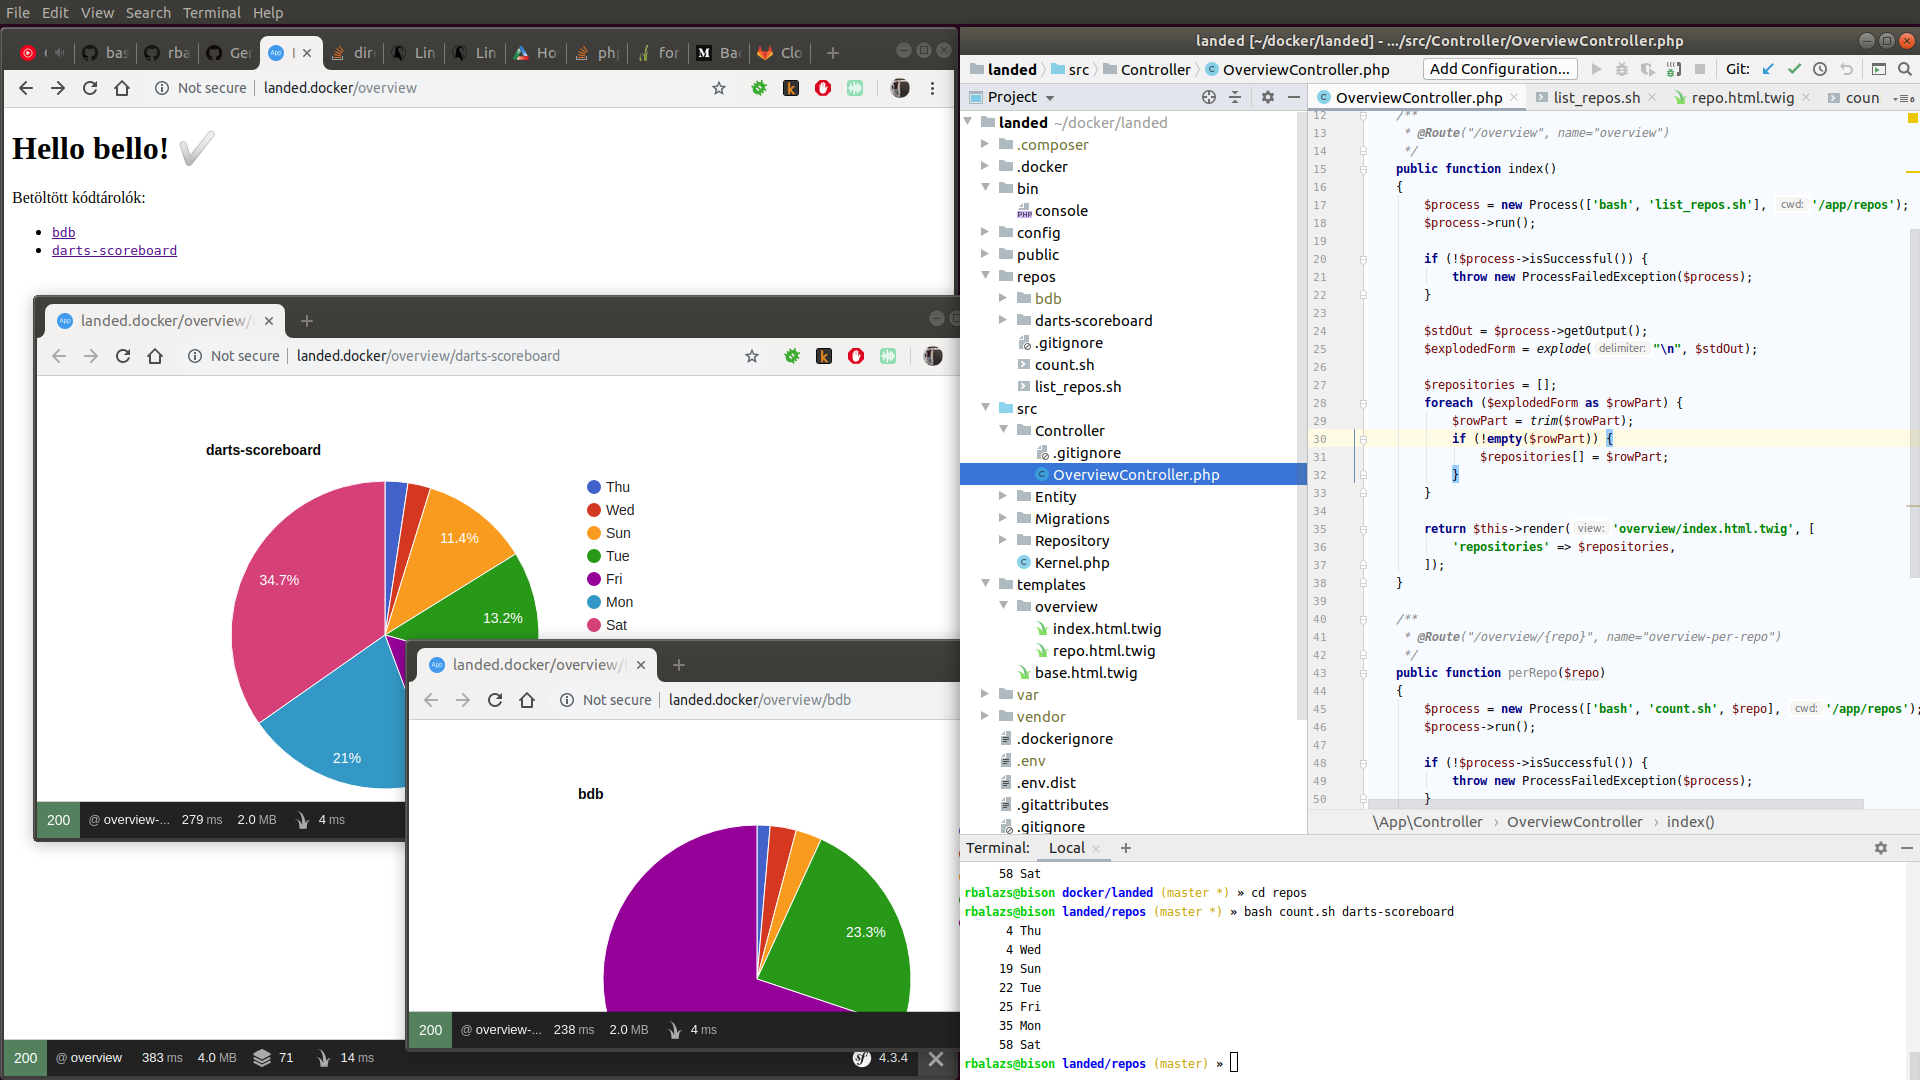 File Edit View Search Terminal Help
bas
rba
Ger
dir
Lin
Lin
Ho
php
for
Bac
Clo
Not secure | landed.docker/overview
Hello bello!
Betöltött kódtárolók:
bdb
darts-scoreboard
landed.docker/overview/
Not secure | landed.docker/overview/darts-scoreboard
darts-scoreboard
Thu
Wed
Sun
Tue
Fri
Mon
Sat
11.4%
13.2%
34.7%
21%
200 @ overview-... 279 ms 2.0 MB 4 ms
landed.docker/overview/
Not secure | landed.docker/overview/bdb
bdb
23.3%
200 @ overview-... 238 ms 2.0 MB 4 ms
200 @ overview 383 ms 4.0 MB 71 14 ms 4.3.4
landed [~/docker/landed] - .../src/Controller/OverviewController.php
landed src Controller OverviewController.php Add Configuration... Git:
Project
OverviewController.php list_repos.sh repo.html.twig coun
landed ~/docker/landed
.composer
.docker
bin
console
config
public
repos
bdb
darts-scoreboard
.gitignore
count.sh
list_repos.sh
src
Controller
.gitignore
OverviewController.php
Entity
Migrations
Repository
Kernel.php
templates
overview
index.html.twig
repo.html.twig
base.html.twig
var
vendor
.dockerignore
.env
.env.dist
.gitattributes
.gitignore
12 /**
13 * @Route("/overview", name="overview")
14 */
15 public function index()
16 {
17 $process = new Process(['bash', 'list_repos.sh'], cwd: '/app/repos');
18 $process->run();
19
20 if (!$process->isSuccessful()) {
21 throw new ProcessFailedException($process);
22 }
23
24 $stdOut = $process->getOutput();
25 $explodedForm = explode( delimiter: "\n", $stdOut);
26
27 $repositories = [];
28 foreach ($explodedForm as $rowPart) {
29 $rowPart = trim($rowPart);
30 if (!empty($rowPart)) {
31 $repositories[] = $rowPart;
32 }
33 }
34
35 return $this->render( view: 'overview/index.html.twig', [
36 'repositories' => $repositories,
37 ]);
38 }
39
40 /**
41 * @Route("/overview/{repo}", name="overview-per-repo")
42 */
43 public function perRepo($repo)
44 {
45 $process = new Process(['bash', 'count.sh', $repo], cwd: '/app/repos');
46 $process->run();
47
48 if (!$process->isSuccessful()) {
49 throw new ProcessFailedException($process);
50 }
\App\Controller › OverviewController › index()
Terminal: Local
58 Sat
rbalazs@bison docker/landed (master *) » cd repos
rbalazs@bison landed/repos (master *) » bash count.sh darts-scoreboard
4 Thu
4 Wed
19 Sun
22 Tue
25 Fri
35 Mon
58 Sat
rbalazs@bison landed/repos (master) »